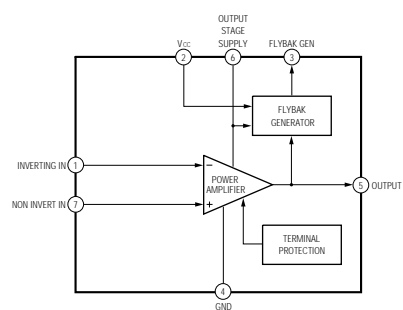 OUTPUT
STAGE
SUPPLY
Vcc
FLYBAK GEN
2
6
3
FLYBAK
GENERATOR
INVERTING IN
1
−
POWER
AMPLIFIER
5
OUTPUT
NON INVERT IN
7
+
TERMINAL
PROTECTION
4
GND